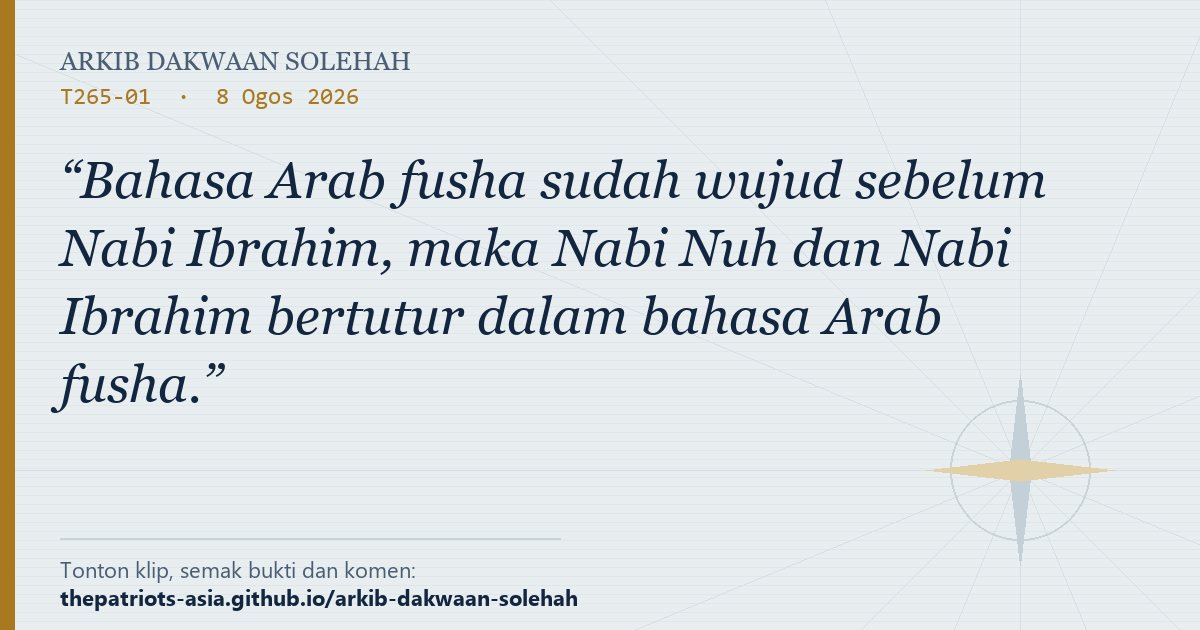 ARKIB DAKWAAN SOLEHAH
T265-01 · 8 Ogos 2026
“Bahasa Arab fusha sudah wujud sebelum
Nabi Ibrahim, maka Nabi Nuh dan Nabi
Ibrahim bertutur dalam bahasa Arab
fusha.”
Tonton klip, semak bukti dan komen:
thepatriots-asia.github.io/arkib-dakwaan-solehah